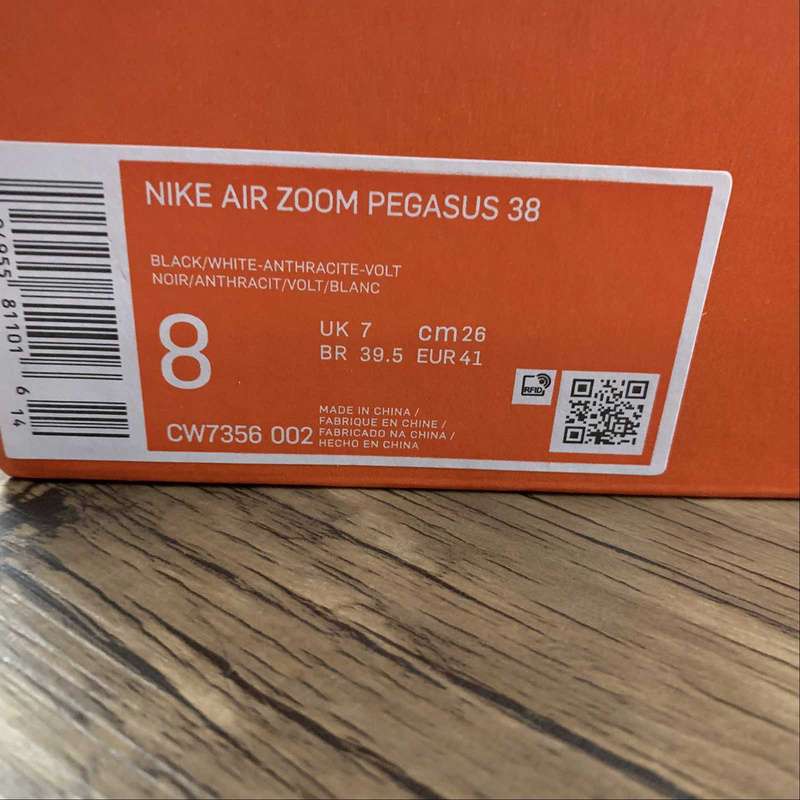 NIKE AIR ZOOM PEGASUS 38
BLACK/WHITE-ANTHRACITE-VOLT
NOIR/ANTHRACIT/VOLT/BLANC
8
UK 7 cm 26
BR 39.5 EUR 41
RFID
CW7356 002
MADE IN CHINA /
FABRIQUE EN CHINE /
FABRICADO NA CHINA /
HECHO EN CHINA
81101 6 14